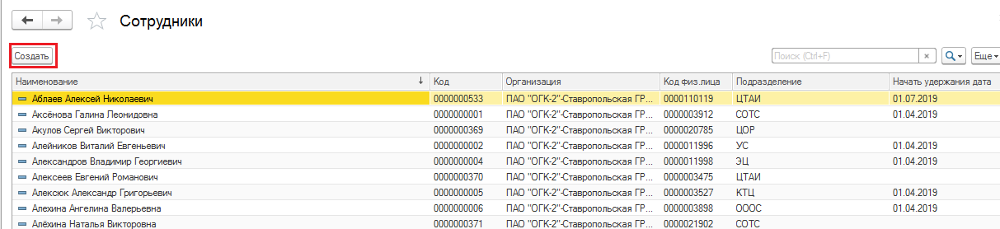 Сотрудники
Создать
Поиск (Ctrl+F) × Еще
Наименование ↓ Код Организация Код физ.лица Подразделение Начать удержания дата
Аблаев Алексей Николаевич 0000000533 ПАО "ОГК-2"-Ставропольская ГР... 0000110119 ЦТАИ 01.07.2019
Аксёнова Галина Леонидовна 0000000001 ПАО "ОГК-2"-Ставропольская ГР... 0000003912 СОТС 01.04.2019
Акулов Сергей Викторович 0000000369 ПАО "ОГК-2"-Ставропольская ГР... 0000020785 ЦОР
Алейников Виталий Евгеньевич 0000000002 ПАО "ОГК-2"-Ставропольская ГР... 0000011996 УС 01.04.2019
Александров Владимир Георгиевич 0000000004 ПАО "ОГК-2"-Ставропольская ГР... 0000011998 ЭЦ 01.04.2019
Алексеев Евгений Романович 0000000370 ПАО "ОГК-2"-Ставропольская ГР... 0000003475 ЦТАИ
Алексюк Александр Григорьевич 0000000005 ПАО "ОГК-2"-Ставропольская ГР... 0000003527 КТЦ 01.04.2019
Алехина Ангелина Валерьевна 0000000006 ПАО "ОГК-2"-Ставропольская ГР... 0000003898 ОООС 01.04.2019
Алёхина Наталья Викторовна 0000000371 ПАО "ОГК-2"-Ставропольская ГР... 0000021902 СОТС